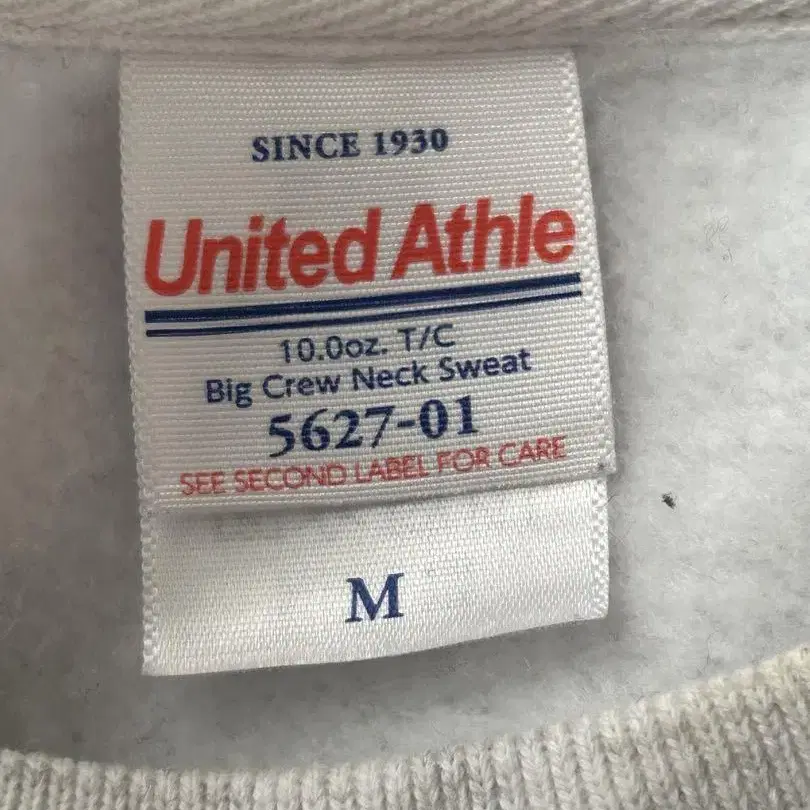 SINCE 1930
United Athle
10.0oz. T/C
Big Crew Neck Sweat
5627-01
SEE SECOND LABEL FOR CARE
M